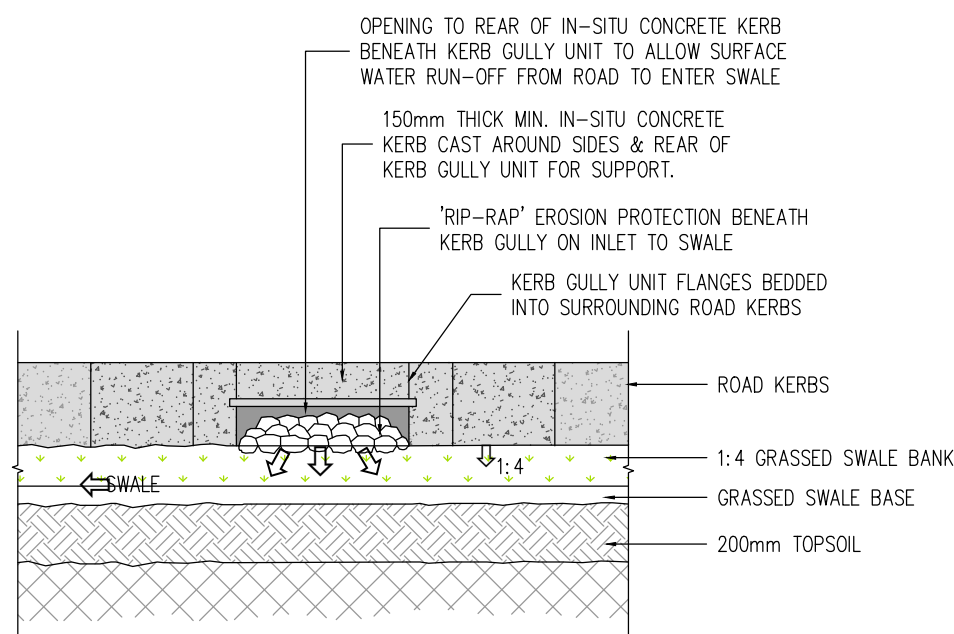 OPENING TO REAR OF IN-SITU CONCRETE KERB
BENEATH KERB GULLY UNIT TO ALLOW SURFACE
WATER RUN-OFF FROM ROAD TO ENTER SWALE
150mm THICK MIN. IN-SITU CONCRETE
KERB CAST AROUND SIDES & REAR OF
KERB GULLY UNIT FOR SUPPORT.
'RIP-RAP' EROSION PROTECTION BENEATH
KERB GULLY ON INLET TO SWALE
KERB GULLY UNIT FLANGES BEDDED
INTO SURROUNDING ROAD KERBS
ROAD KERBS
1:4
1:4 GRASSED SWALE BANK
SWALE
GRASSED SWALE BASE
200mm TOPSOIL